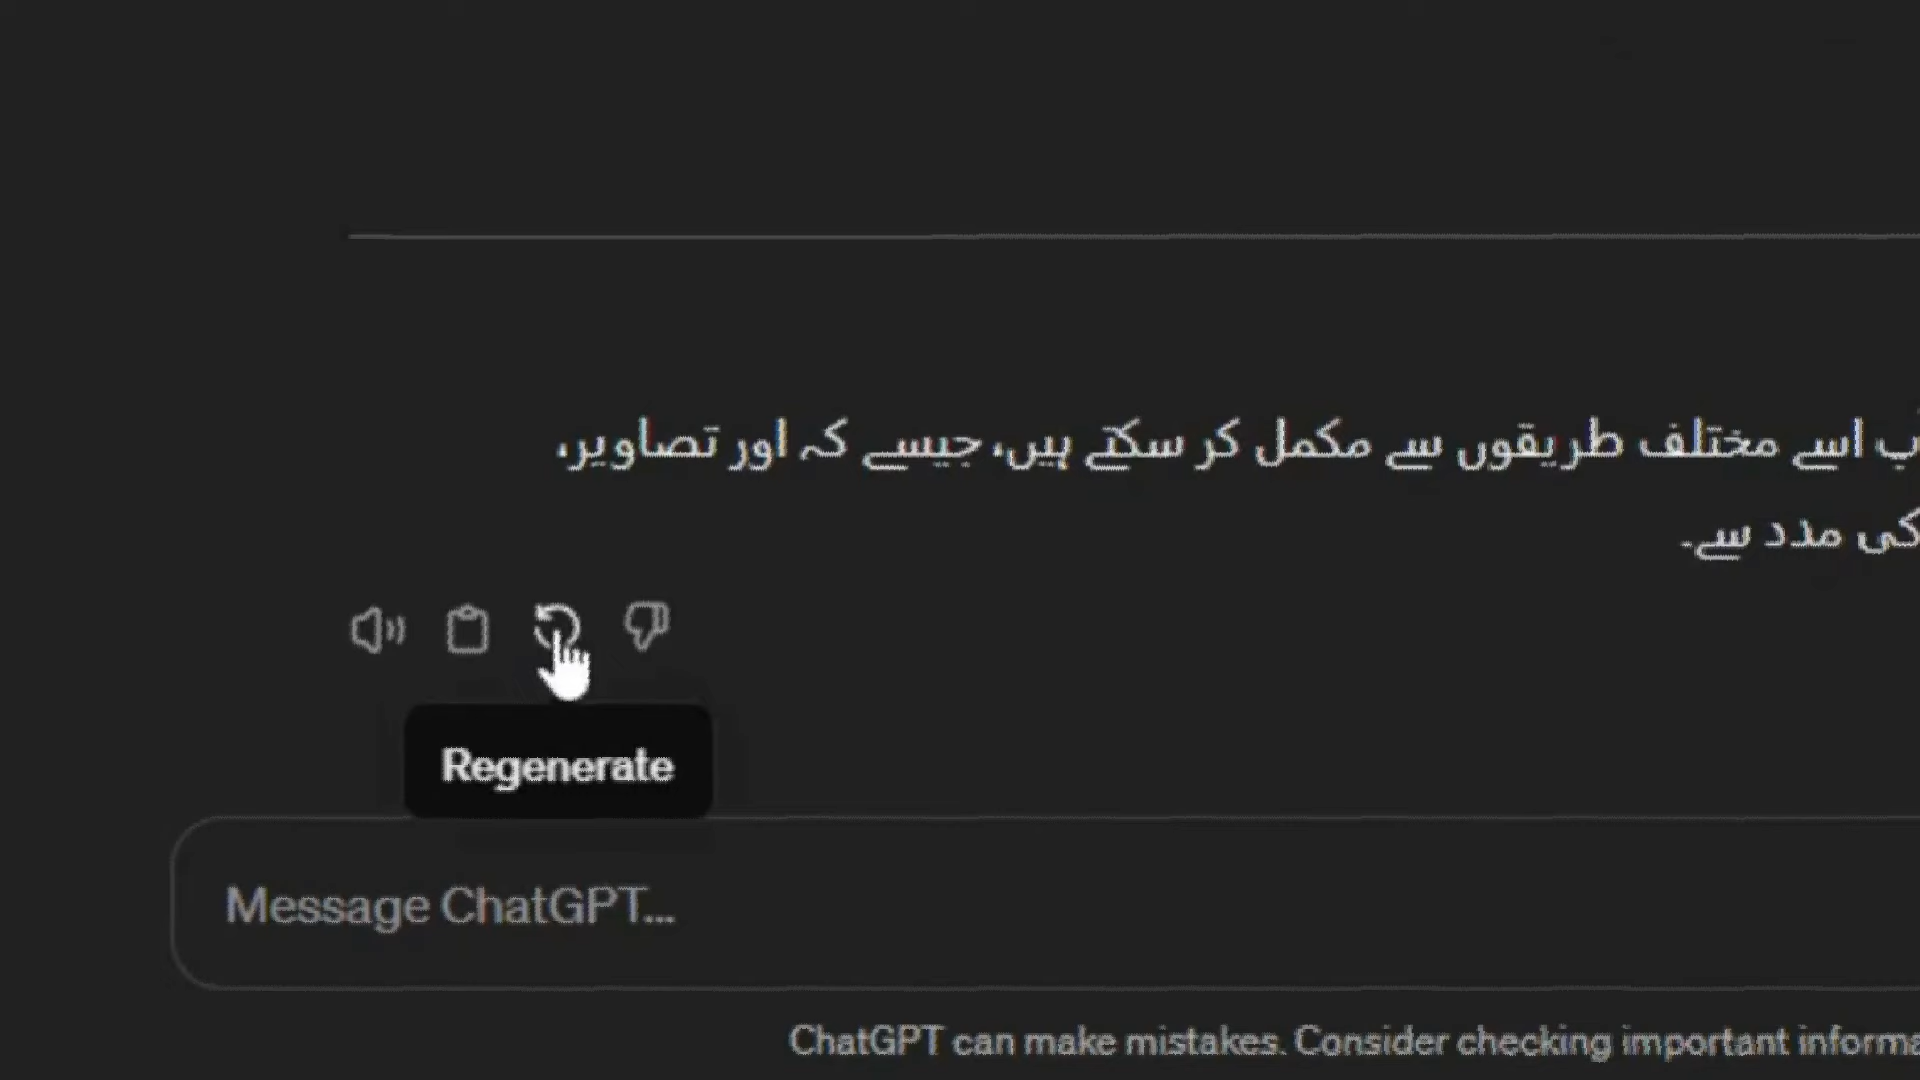 اسے مختلف طریقوں سے مکمل کر سکتے ہیں، جیسے کہ اور تصاویر،
کی مدد سے۔
Regenerate
Message ChatGPT...
ChatGPT can make mistakes. Consider checking important